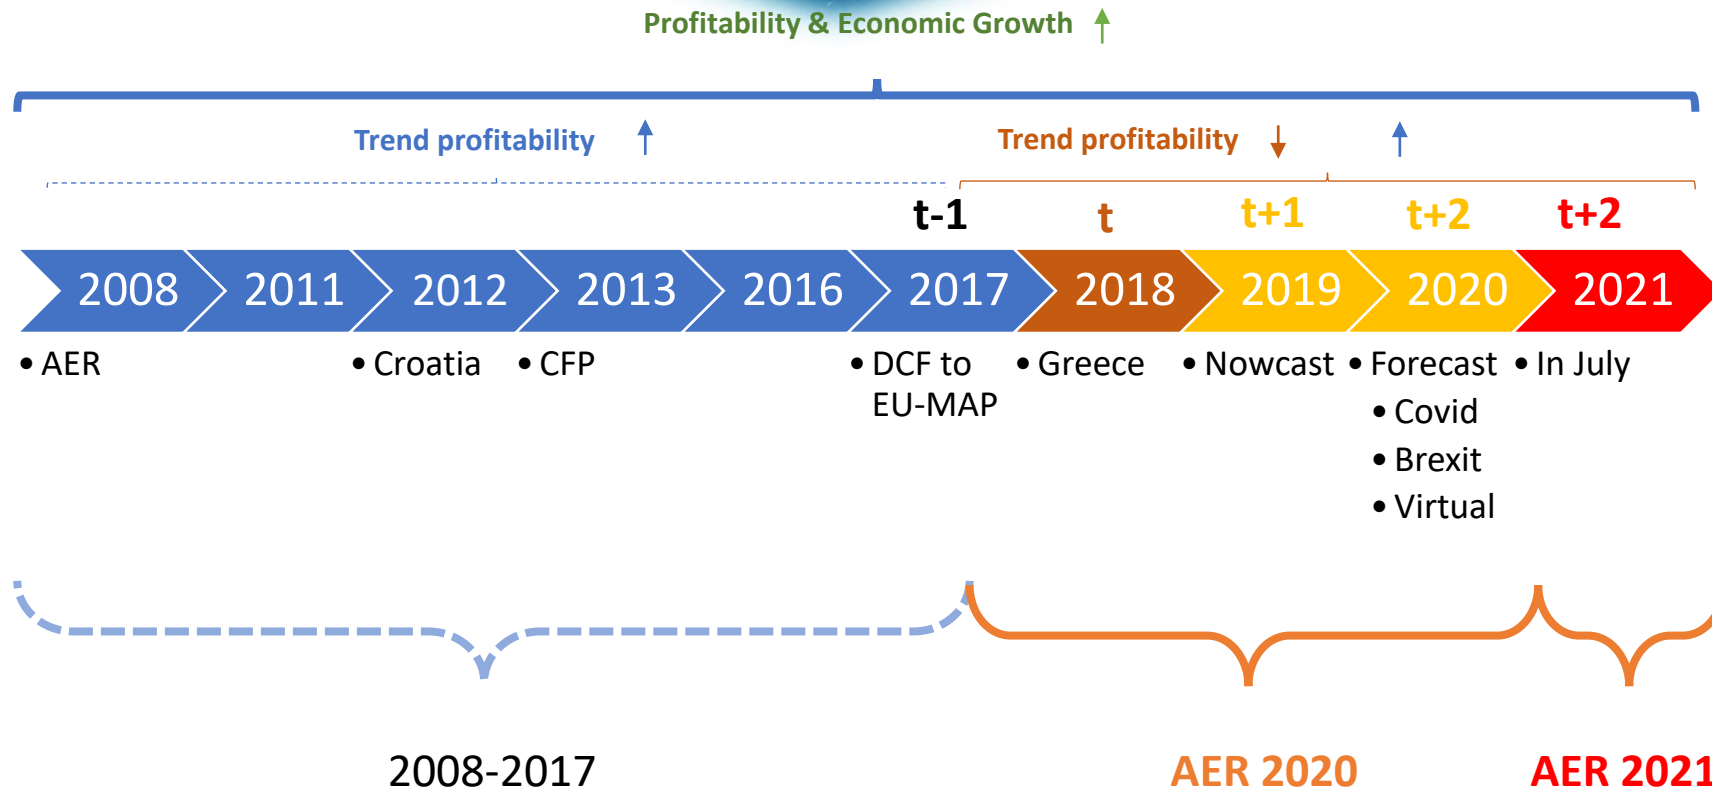 Profitability & Economic Growth
Trend profitability
Trend profitability
t-1
t
t+1
t+2
t+2
2008
2011
2012
2013
2016
2017
2018
2019
2020
2021
• AER
• Croatia
• CFP
• DCF to
EU-MAP
• Greece
• Nowcast
• Forecast
• Covid
• Brexit
• Virtual
• In July
2008-2017
AER 2020
AER 2021